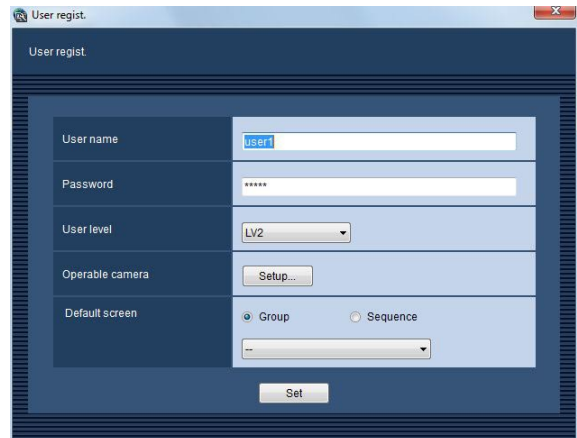 User regist.
User regist.
User name
user1
Password
*****
User level
LV2
Operable camera
Setup...
Default screen
Group
Sequence
--
Set